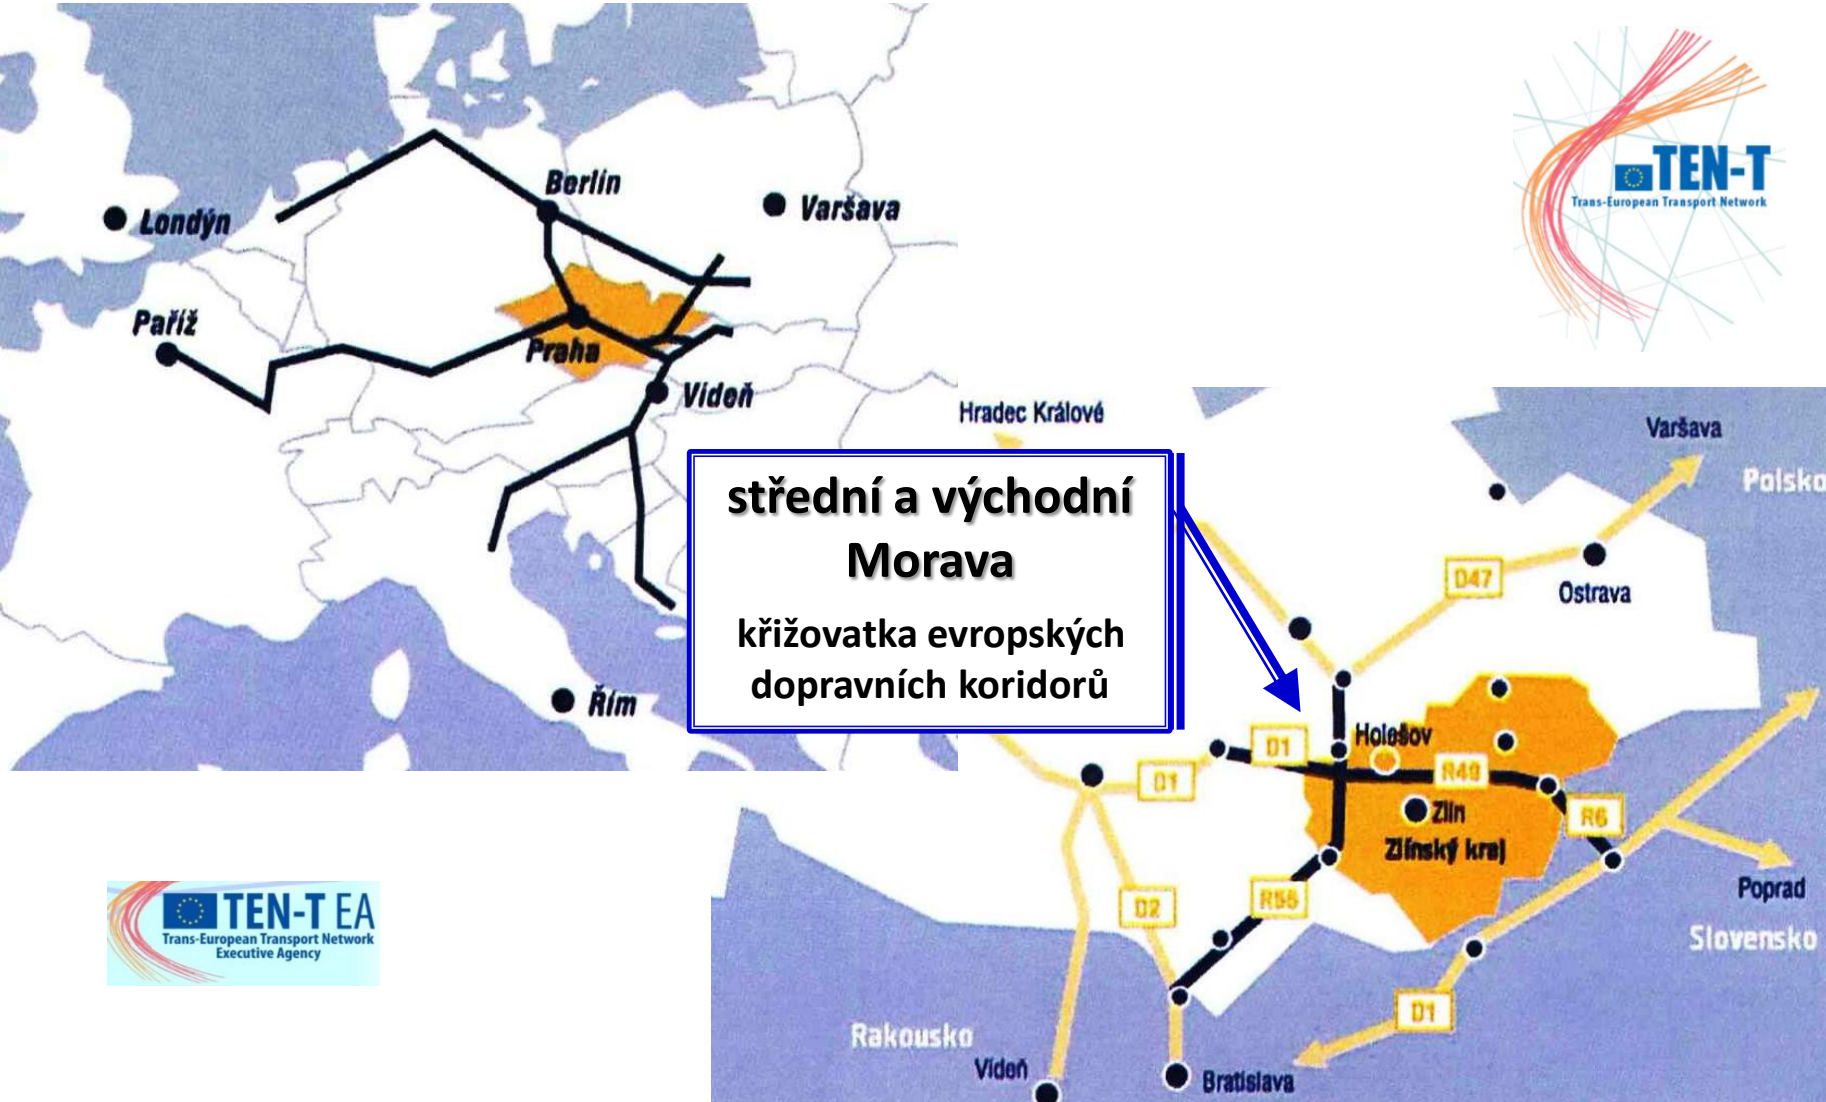 Berlín
Londýn
Varšava
Paříž
Praha
Vídeň
Řím
TEN-T
Trans-European Transport Network
střední a východní
Morava
křižovatka evropských
dopravních koridorů
Hradec Králové
Varšava
Polsko
D47
Ostrava
D1
Holešov
D1
R49
Zlín
R6
Zlínský kraj
D2
R55
Poprad
Slovensko
D1
Rakousko
Vídeň
Bratislava
TEN-T EA
Trans-European Transport Network
Executive Agency